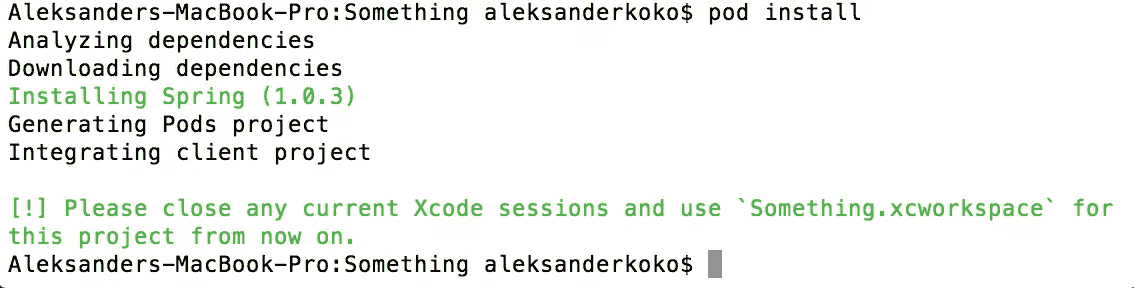 Aleksanders-MacBook-Pro:Something aleksanderkoko$ pod install
Analyzing dependencies
Downloading dependencies
Installing Spring (1.0.3)
Generating Pods project
Integrating client project
[!] Please close any current Xcode sessions and use `Something.xcworkspace` for
this project from now on.
Aleksanders-MacBook-Pro:Something aleksanderkoko$